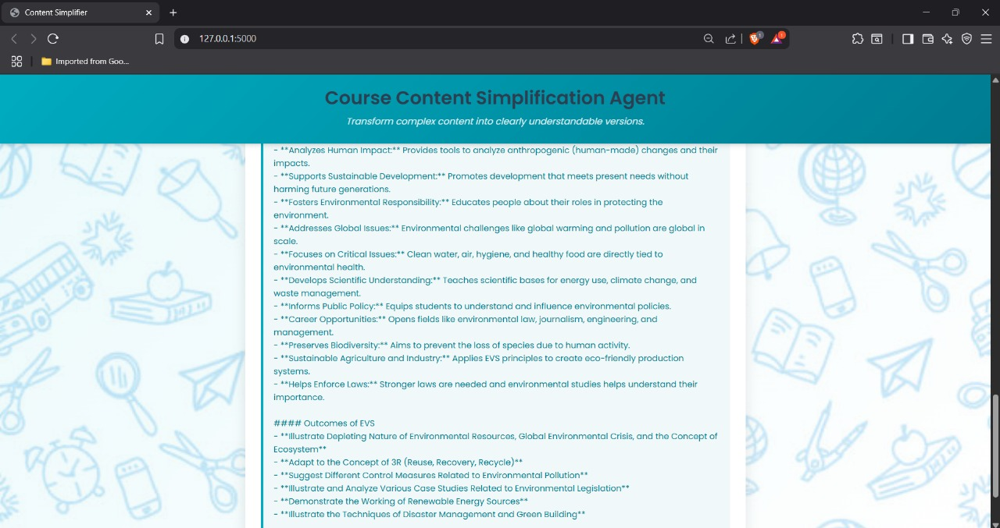 Content Simplifier
127.0.0.1:5000
1
1
Imported from Goo...
Course Content Simplification Agent
Transform complex content into clearly understandable versions.
- **Analyzes Human Impact:** Provides tools to analyze anthropogenic (human-made) changes and their
impacts.
- **Supports Sustainable Development:** Promotes development that meets present needs without
harming future generations.
- **Fosters Environmental Responsibility:** Educates people about their roles in protecting the
environment.
- **Addresses Global Issues:** Environmental challenges like global warming and pollution are global in
scale.
- **Focuses on Critical Issues:** Clean water, air, hygiene, and healthy food are directly tied to
environmental health.
- **Develops Scientific Understanding:** Teaches scientific bases for energy use, climate change, and
waste management.
- **Informs Public Policy:** Equips students to understand and influence environmental policies.
- **Career Opportunities:** Opens fields like environmental law, journalism, engineering, and
management.
- **Preserves Biodiversity:** Aims to prevent the loss of species due to human activity.
- **Sustainable Agriculture and Industry:** Applies EVS principles to create eco-friendly production
systems.
- **Helps Enforce Laws:** Stronger laws are needed and environmental studies helps understand their
importance.
#### Outcomes of EVS
- **Illustrate Depleting Nature of Environmental Resources, Global Environmental Crisis, and the Concept of
Ecosystem**
- **Adapt to the Concept of 3R (Reuse, Recovery, Recycle)**
- **Suggest Different Control Measures Related to Environmental Pollution**
- **Illustrate and Analyze Various Case Studies Related to Environmental Legislation**
- **Demonstrate the Working of Renewable Energy Sources**
- **Illustrate the Techniques of Disaster Management and Green Building**